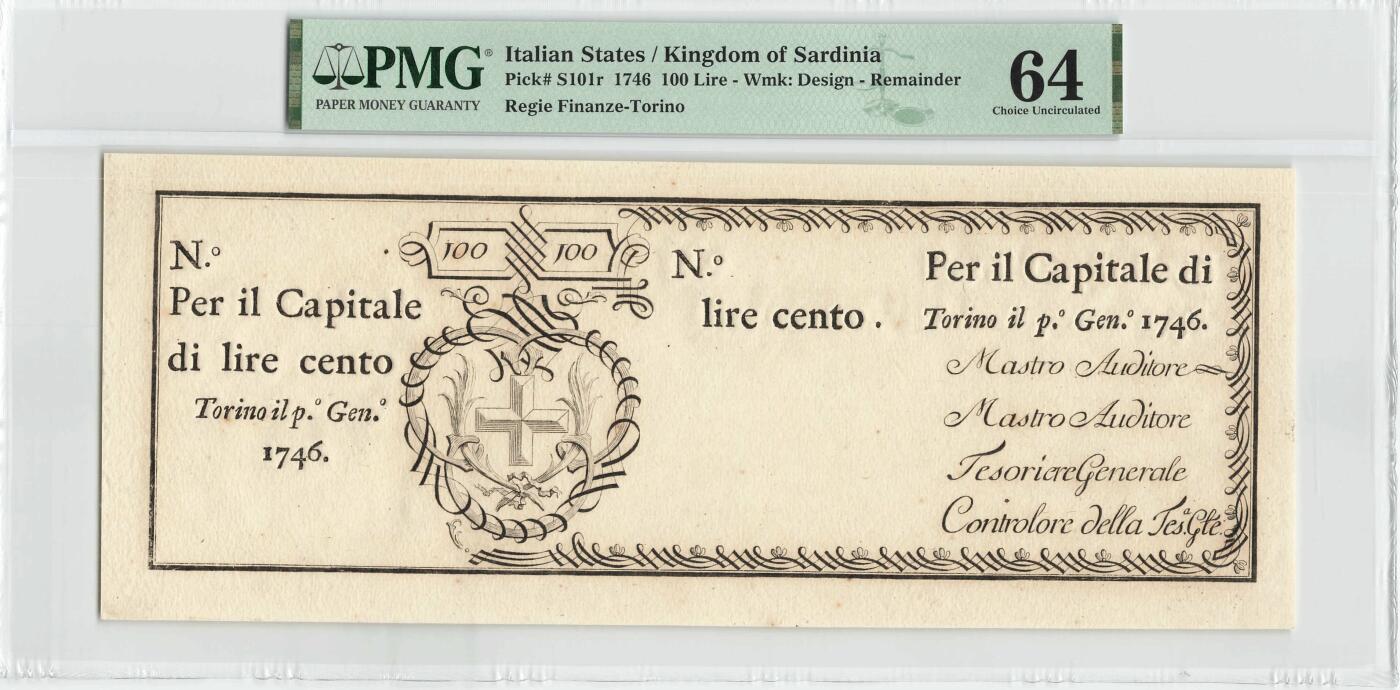 PMG®
PAPER MONEY GUARANTY
Italian States / Kingdom of Sardinia
Pick# S101r 1746 100 Lire - Wmk: Design - Remainder
Regie Finanze-Torino
64
Choice Uncirculated
N.º
Per il Capitale
di lire cento
Torino il p.º Gen.º
1746.
100 100
N.º
lire cento .
Per il Capitale di
Torino il p.º Gen.º 1746.
Mastro Auditore
Mastro Auditore
Tesoriere Generale
Controlore della Tes.ª Gle.